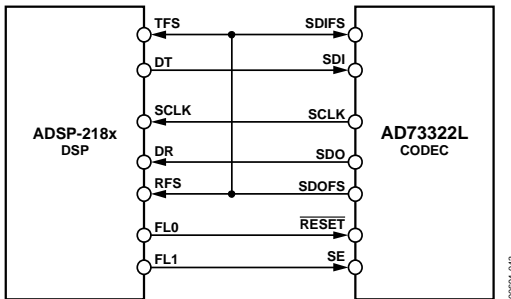 TFS SDIFS
DT SDI
SCLK SCLK
ADSP-218x
DSP
AD73322L
CODEC
DR SDO
RFS SDOFS
FL0 RESET
FL1 SE